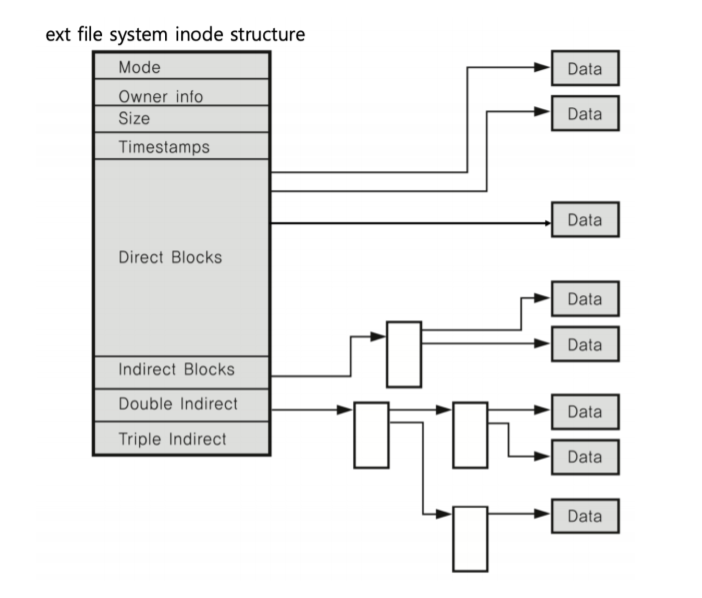 ext file system inode structure
Mode
Owner info
Size
Timestamps
Direct Blocks
Indirect Blocks
Double Indirect
Triple Indirect
Data
Data
Data
Data
Data
Data
Data
Data